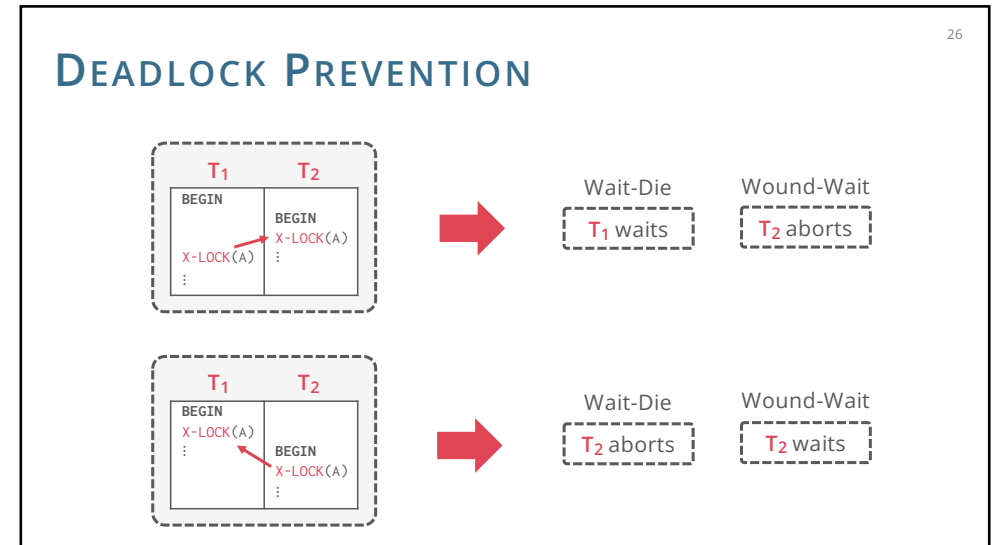 26
DEADLOCK PREVENTION
T1 T2
BEGIN
BEGIN
X-LOCK(A)
X-LOCK(A) ⋮
⋮
Wait-Die Wound-Wait
T1 waits T2 aborts
T1 T2
BEGIN
X-LOCK(A)
⋮ BEGIN
X-LOCK(A)
⋮
Wait-Die Wound-Wait
T2 aborts T2 waits